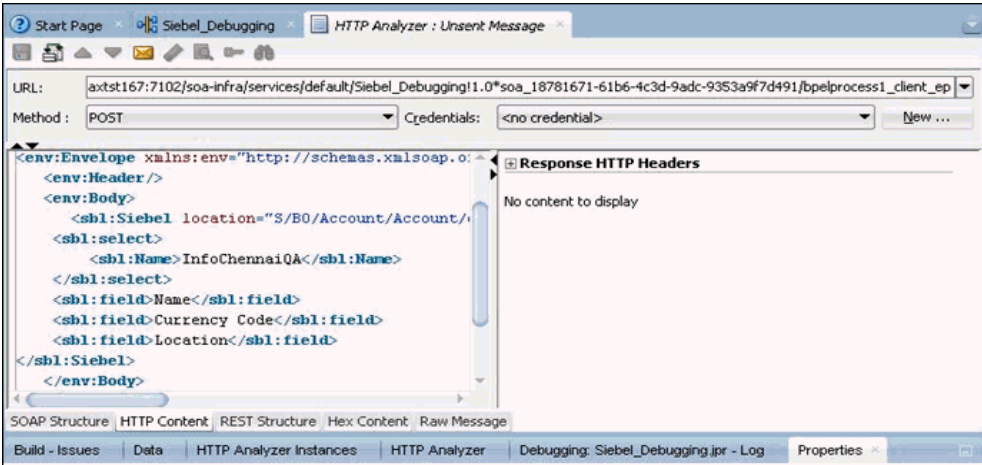 Start Page
Siebel_Debugging
HTTP Analyzer : Unsent Message
URL: axtst167:7102/soa-infra/services/default/Siebel_Debugging!1.0*soa_18781671-61b6-4c3d-9adc-9353a9f7d491/bpelprocess1_client_ep
Method : POST Credentials: <no credential> New ...
<env:Envelope xmlns:env="http://schemas.xmlsoap.o
<env:Header/>
<env:Body>
<sbl:Siebel location="S/BO/Account/Account/
<sbl:select>
<sbl:Name>InfoChennaiQA</sbl:Name>
</sbl:select>
<sbl:field>Name</sbl:field>
<sbl:field>Currency Code</sbl:field>
<sbl:field>Location</sbl:field>
</sbl:Siebel>
</env:Body>
Response HTTP Headers
No content to display
SOAP Structure HTTP Content REST Structure Hex Content Raw Message
Build - Issues Data HTTP Analyzer Instances HTTP Analyzer Debugging: Siebel_Debugging.jpr - Log Properties